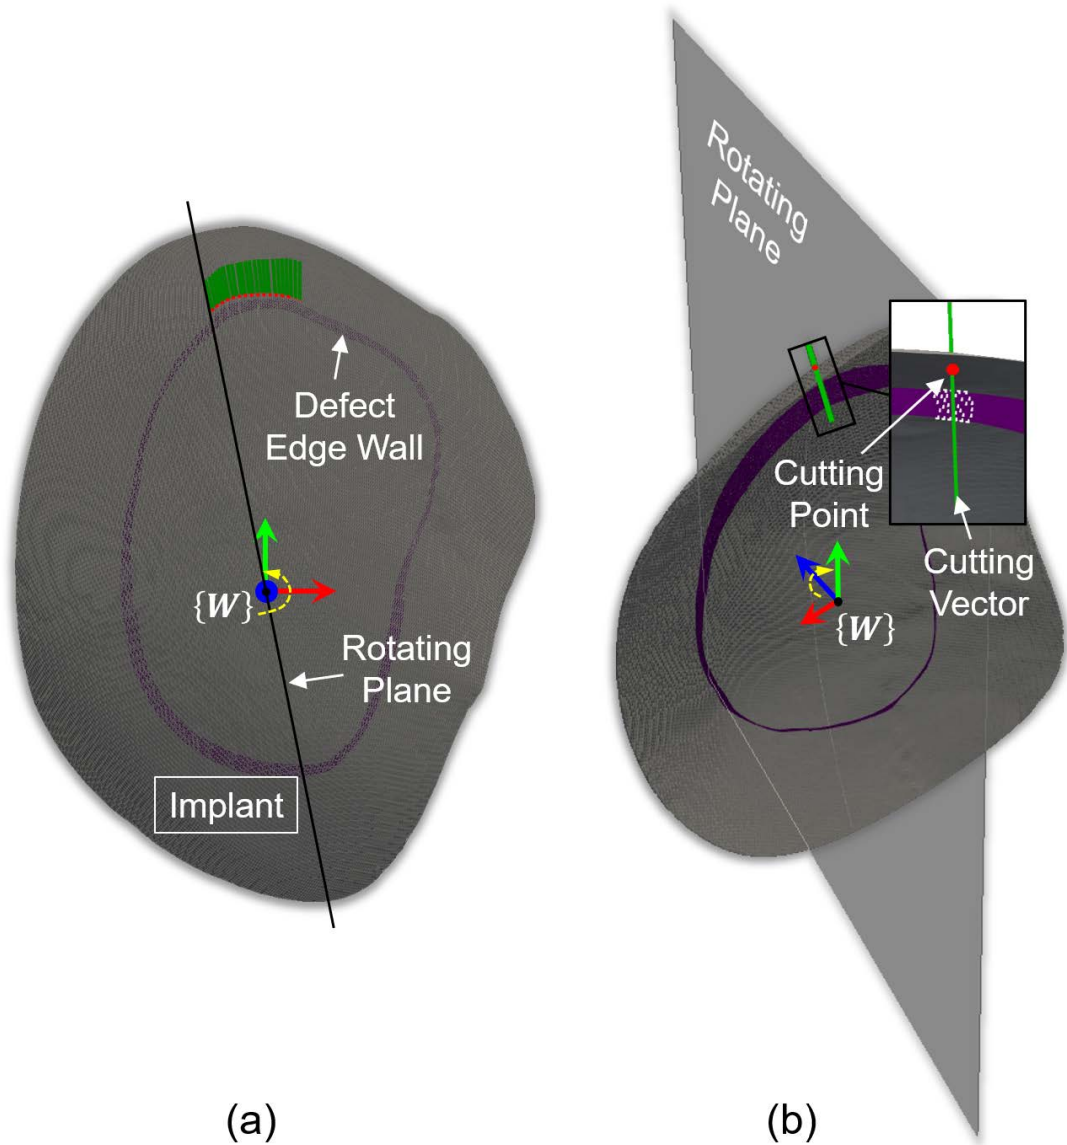 Defect
Edge Wall
{W}
Rotating
Plane
Implant
(a)
Rotating
Plane
Cutting
Point
Cutting
Vector
{W}
(b)